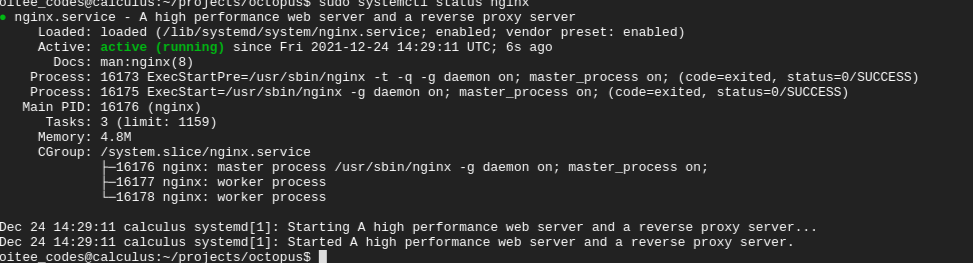 oitee_codes@calculus:~/projects/octopus$ sudo systemctl status nginx
● nginx.service - A high performance web server and a reverse proxy server
     Loaded: loaded (/lib/systemd/system/nginx.service; enabled; vendor preset: enabled)
     Active: active (running) since Fri 2021-12-24 14:29:11 UTC; 6s ago
       Docs: man:nginx(8)
    Process: 16173 ExecStartPre=/usr/sbin/nginx -t -q -g daemon on; master_process on; (code=exited, status=0/SUCCESS)
    Process: 16175 ExecStart=/usr/sbin/nginx -g daemon on; master_process on; (code=exited, status=0/SUCCESS)
   Main PID: 16176 (nginx)
      Tasks: 3 (limit: 1159)
     Memory: 4.8M
     CGroup: /system.slice/nginx.service
             ├─16176 nginx: master process /usr/sbin/nginx -g daemon on; master_process on;
             ├─16177 nginx: worker process
             └─16178 nginx: worker process
Dec 24 14:29:11 calculus systemd[1]: Starting A high performance web server and a reverse proxy server...
Dec 24 14:29:11 calculus systemd[1]: Started A high performance web server and a reverse proxy server.
oitee_codes@calculus:~/projects/octopus$